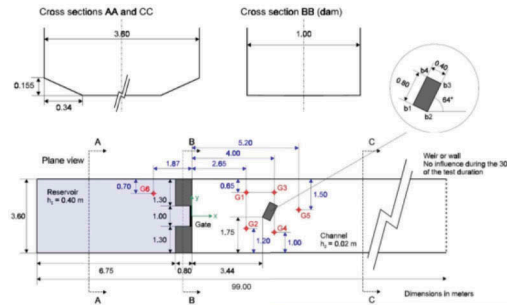 Cross sections AA and CC
Cross section BB (dam)
3.60
1.00
0.155
0.34
0.80
0.40
b4
b3
b1
b2
64°
5.20
4.00
1.87
2.65
A
B
C
Plane view
Weir or wall
No influence during the 30
of the test duration
Reservoir
h₁ = 0.40 m
0.70
G6
1.30
1.00
1.30
y
x
Gate
0.65
G1
G3
1.50
G5
G2
G4
1.75
1.20
1.00
3.60
Channel
h₂ = 0.02 m
6.75
0.80
3.44
99.00
A
B
C
Dimensions in meters